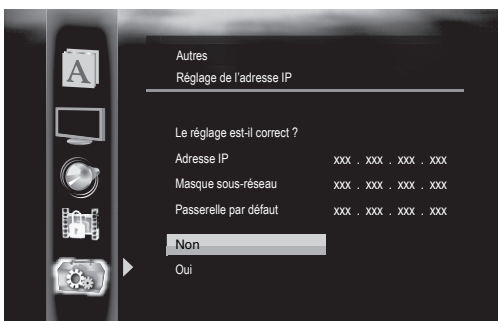 A
Autres
Réglage de l'adresse IP
Le réglage est-il correct ?
Adresse IP xxx . xxx . xxx . xxx
Masque sous-réseau xxx . xxx . xxx . xxx
Passerelle par défaut xxx . xxx . xxx . xxx
Non
Oui